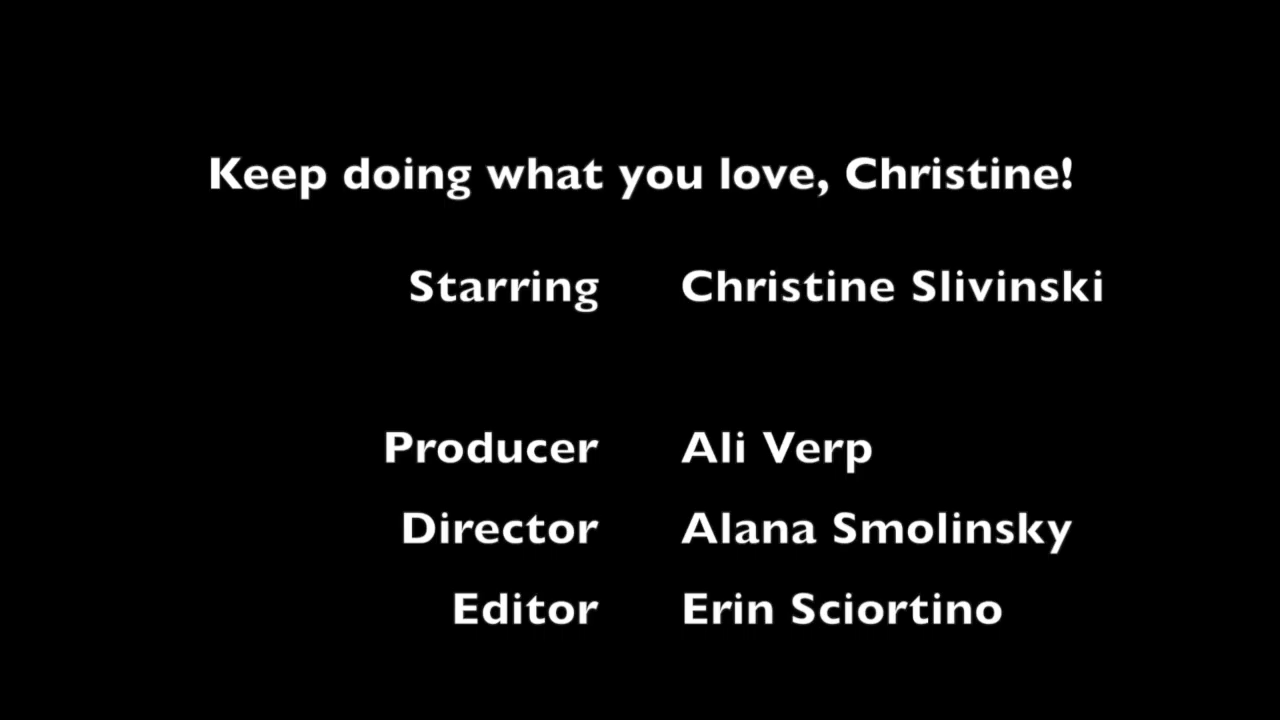 Keep doing what you love, Christine!
Starring Christine Slivinski
Producer Ali Verp
Director Alana Smolinsky
Editor Erin Sciortino